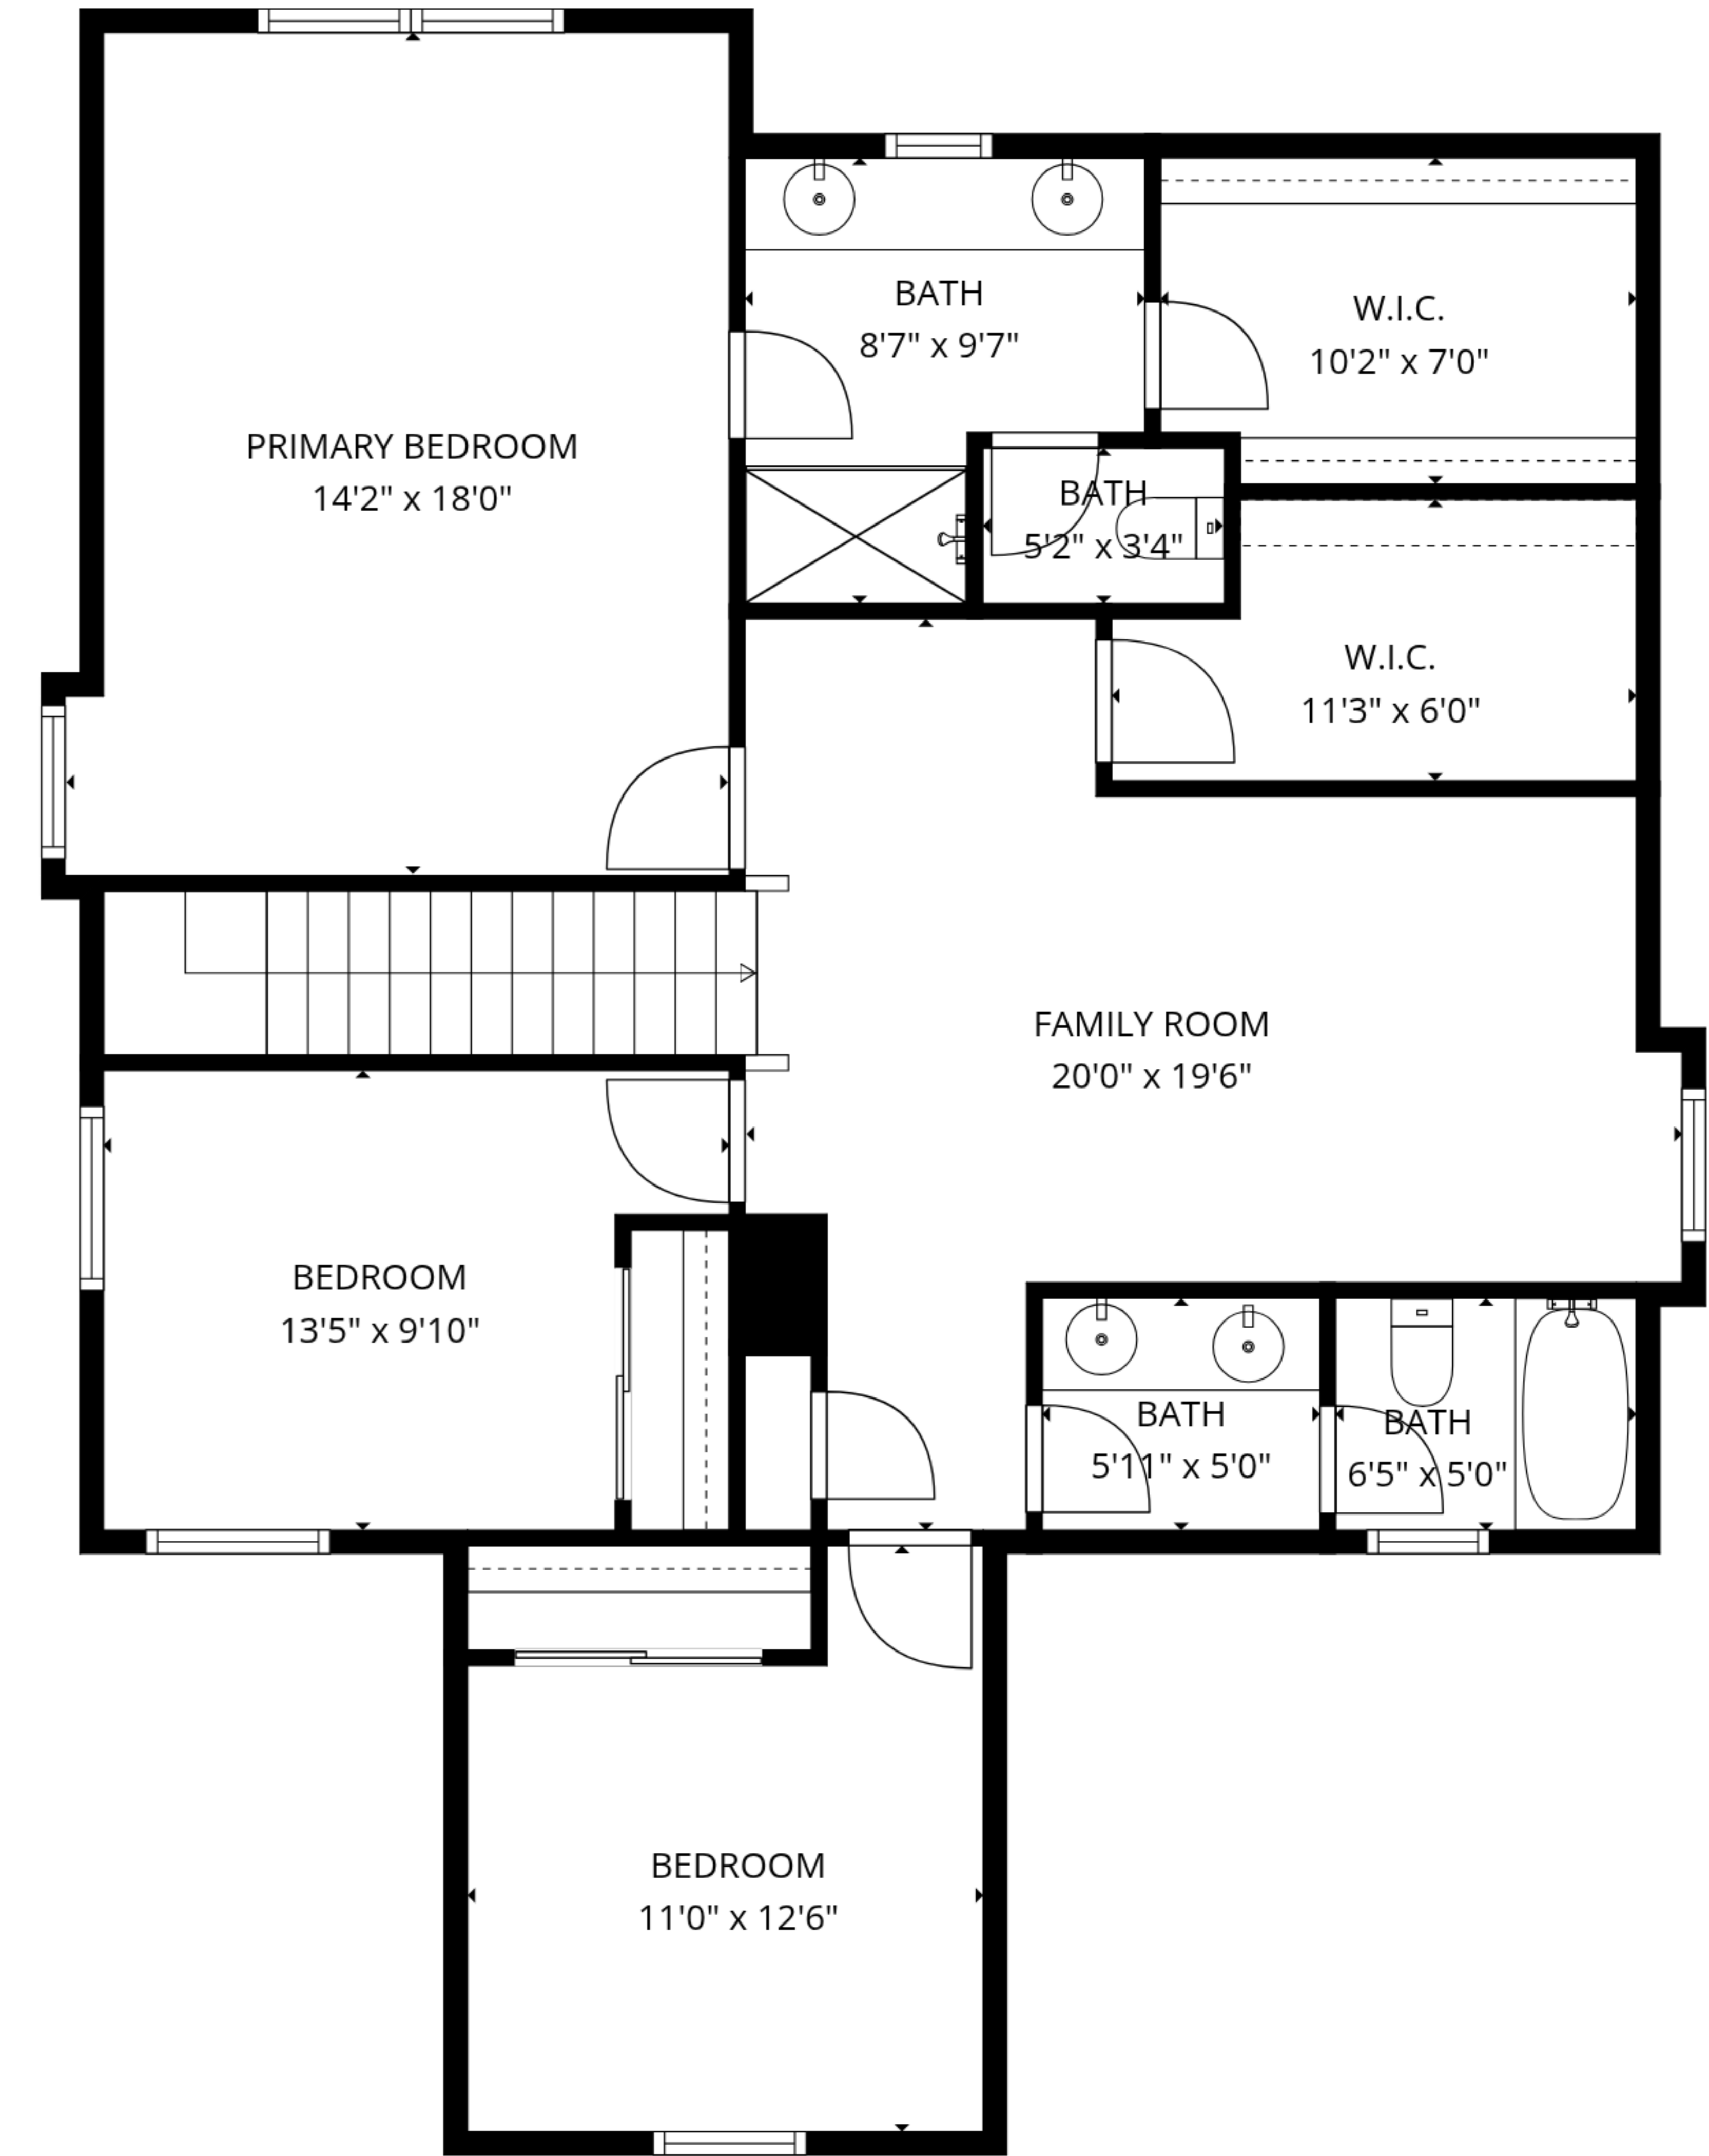 BATH
8'7" x 9'7"
W.I.C.
10'2" x 7'0"
PRIMARY BEDROOM
14'2" x 18'0"
BATH
5'2" x 3'4"
W.I.C.
11'3" x 6'0"
FAMILY ROOM
20'0" x 19'6"
BEDROOM
13'5" x 9'10"
BATH
5'11" x 5'0"
BATH
6'5" x 5'0"
BEDROOM
11'0" x 12'6"